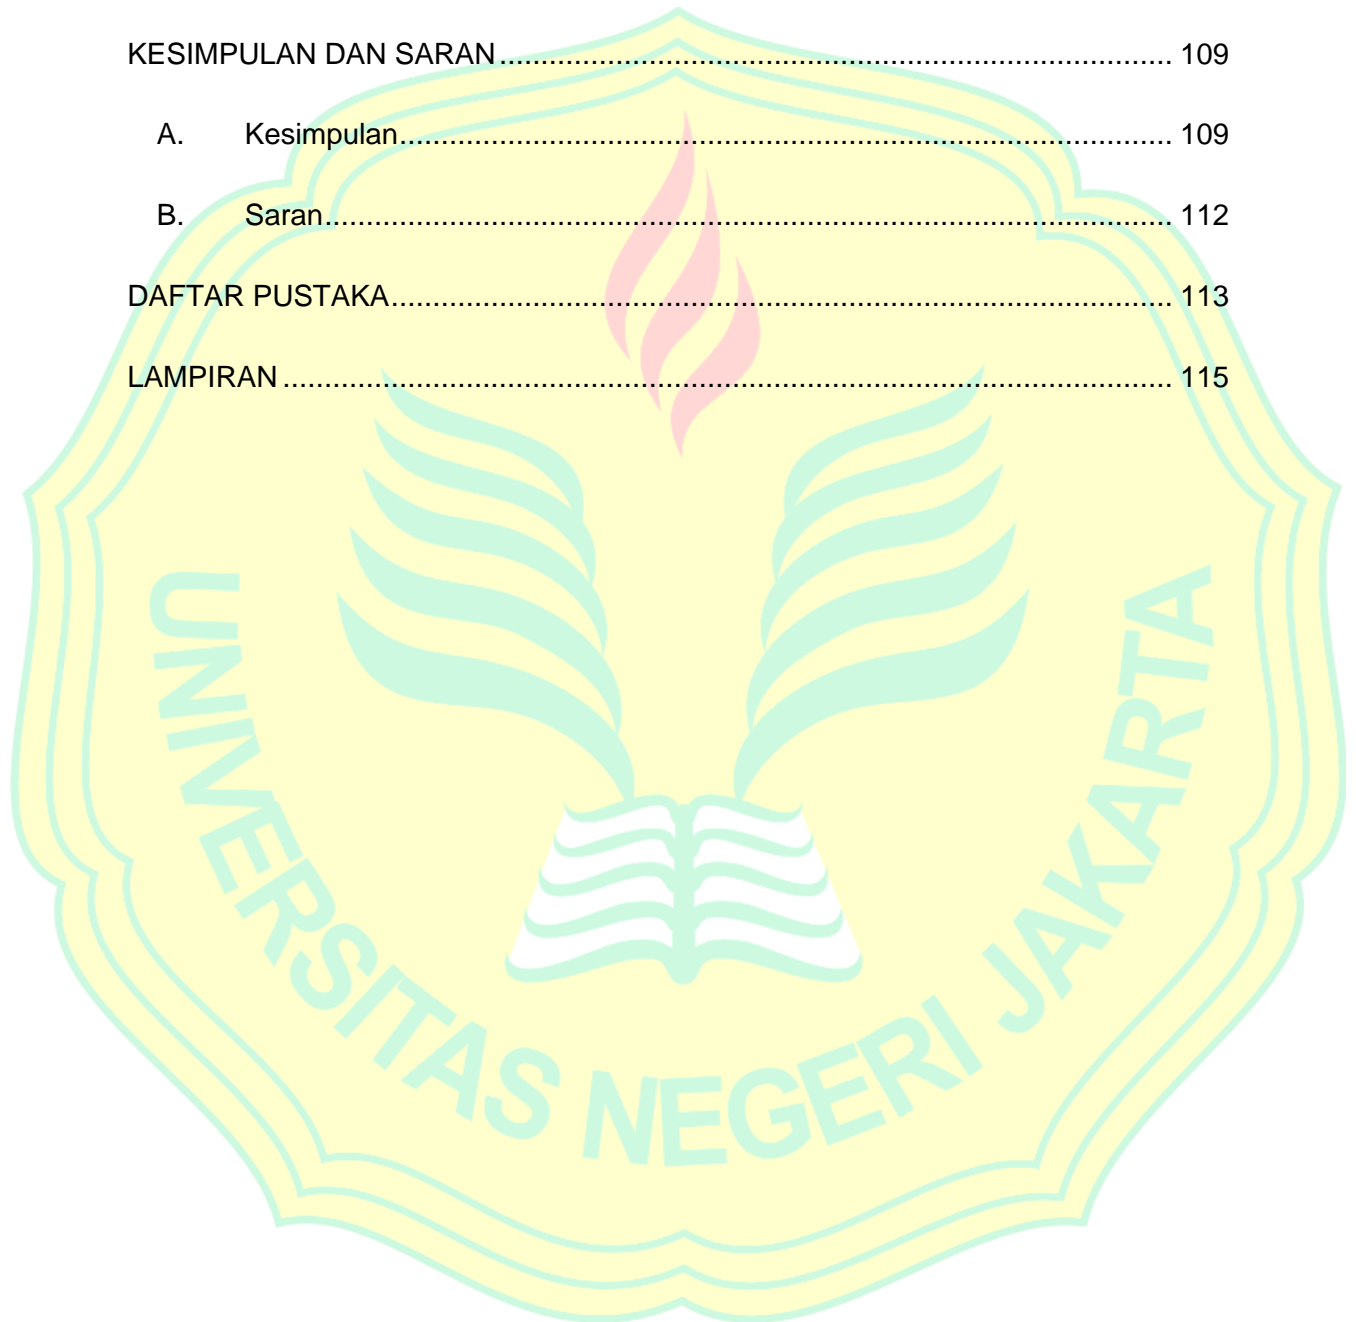 KESIMPULAN DAN SARAN................................................................................. 109
A. Kesimpulan............................................................................................. 109
B. Saran...................................................................................................... 112
DAFTAR PUSTAKA.............................................................................................. 113
LAMPIRAN ........................................................................................................... 115
UNIVERSITAS NEGERI JAKARTA